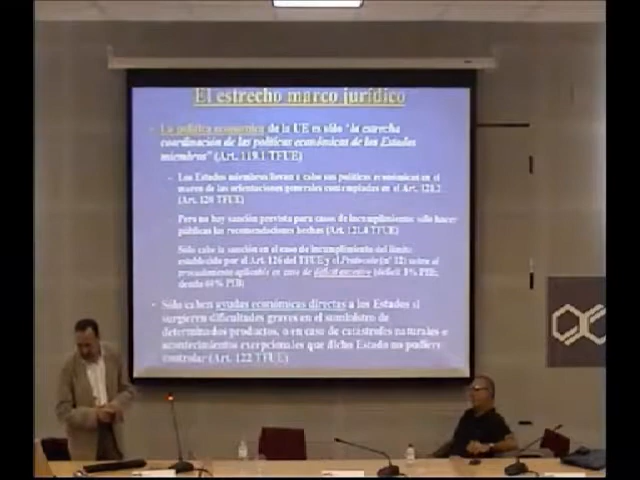 El estrecho marco jurídico
La política económica de la UE es sólo "la estrecha
coordinación de las políticas económicas de los Estados
miembros" (Art. 119.1 TFUE)
Los Estados miembros llevan a cabo sus políticas económicas en el
marco de las orientaciones generales contempladas en el Art. 121.2
(Art. 120 TFUE)
Pero no hay sanción prevista para casos de incumplimiento: sólo hacer
públicas las recomendaciones hechas (Art. 121.4 TFUE)
Sólo cabe la sanción en el caso de incumplimiento del límite
establecido por el Art. 126 del TFUE y el Protocolo (nº 12) sobre el
procedimiento aplicable en caso de déficit excesivo (déficit 3% PIB;
deuda 60% PIB)
Sólo caben ayudas económicas directas a los Estados si
surgieren dificultades graves en el suministro de
determinados productos, o en caso de catástrofes naturales o
acontecimientos excepcionales que dicho Estado no pudiere
controlar (Art. 122 TFUE)